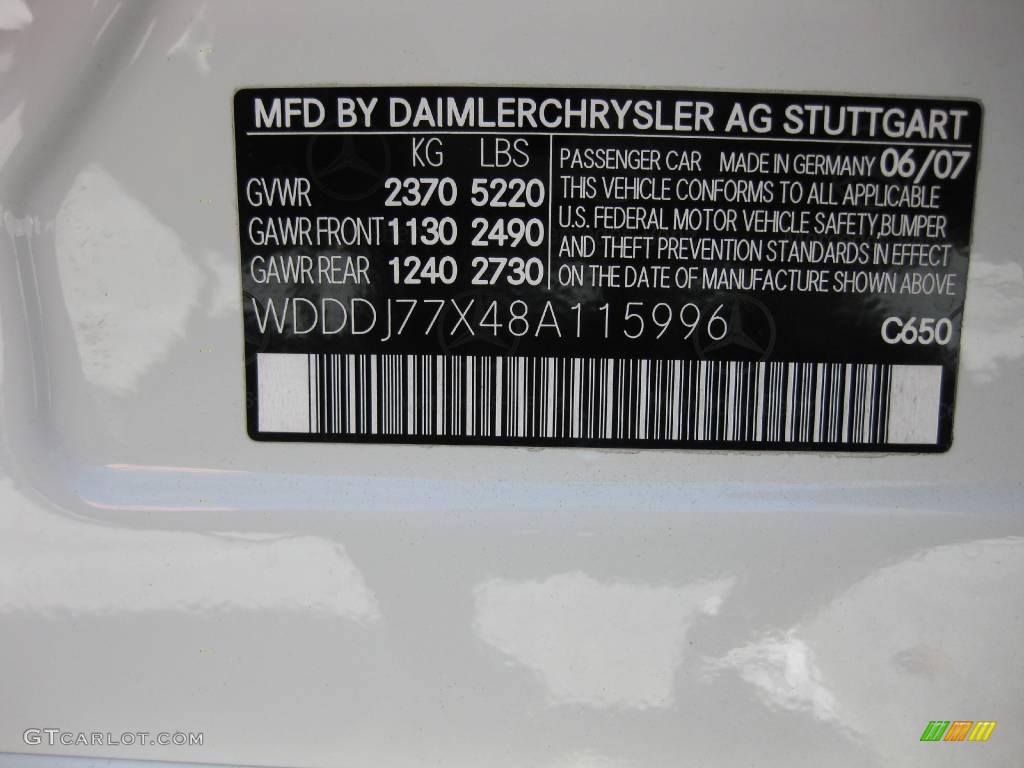 MFD BY DAIMLERCHRYSLER AG STUTTGART
KG LBS
GVWR 2370 5220
GAWR FRONT 1130 2490
GAWR REAR 1240 2730
PASSENGER CAR MADE IN GERMANY 06/07
THIS VEHICLE CONFORMS TO ALL APPLICABLE
U.S. FEDERAL MOTOR VEHICLE SAFETY,BUMPER
AND THEFT PREVENTION STANDARDS IN EFFECT
ON THE DATE OF MANUFACTURE SHOWN ABOVE
WDDDJ77X48A115996 C650
GTCARLOT.COM